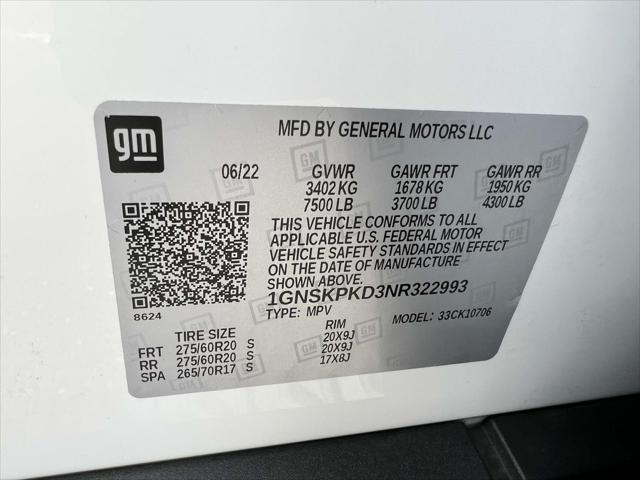 gm
MFD BY GENERAL MOTORS LLC
06/22 GVWR GAWR FRT GAWR RR
3402 KG 1678 KG 1950 KG
7500 LB 3700 LB 4300 LB
THIS VEHICLE CONFORMS TO ALL
APPLICABLE U.S. FEDERAL MOTOR
VEHICLE SAFETY STANDARDS IN EFFECT
ON THE DATE OF MANUFACTURE
SHOWN ABOVE.
1GNSKPKD3NR322993
8624
TYPE: MPV MODEL: 33CK10706
TIRE SIZE RIM
FRT 275/60R20 S 20X9J
RR 275/60R20 S 20X9J
SPA 265/70R17 S 17X8J